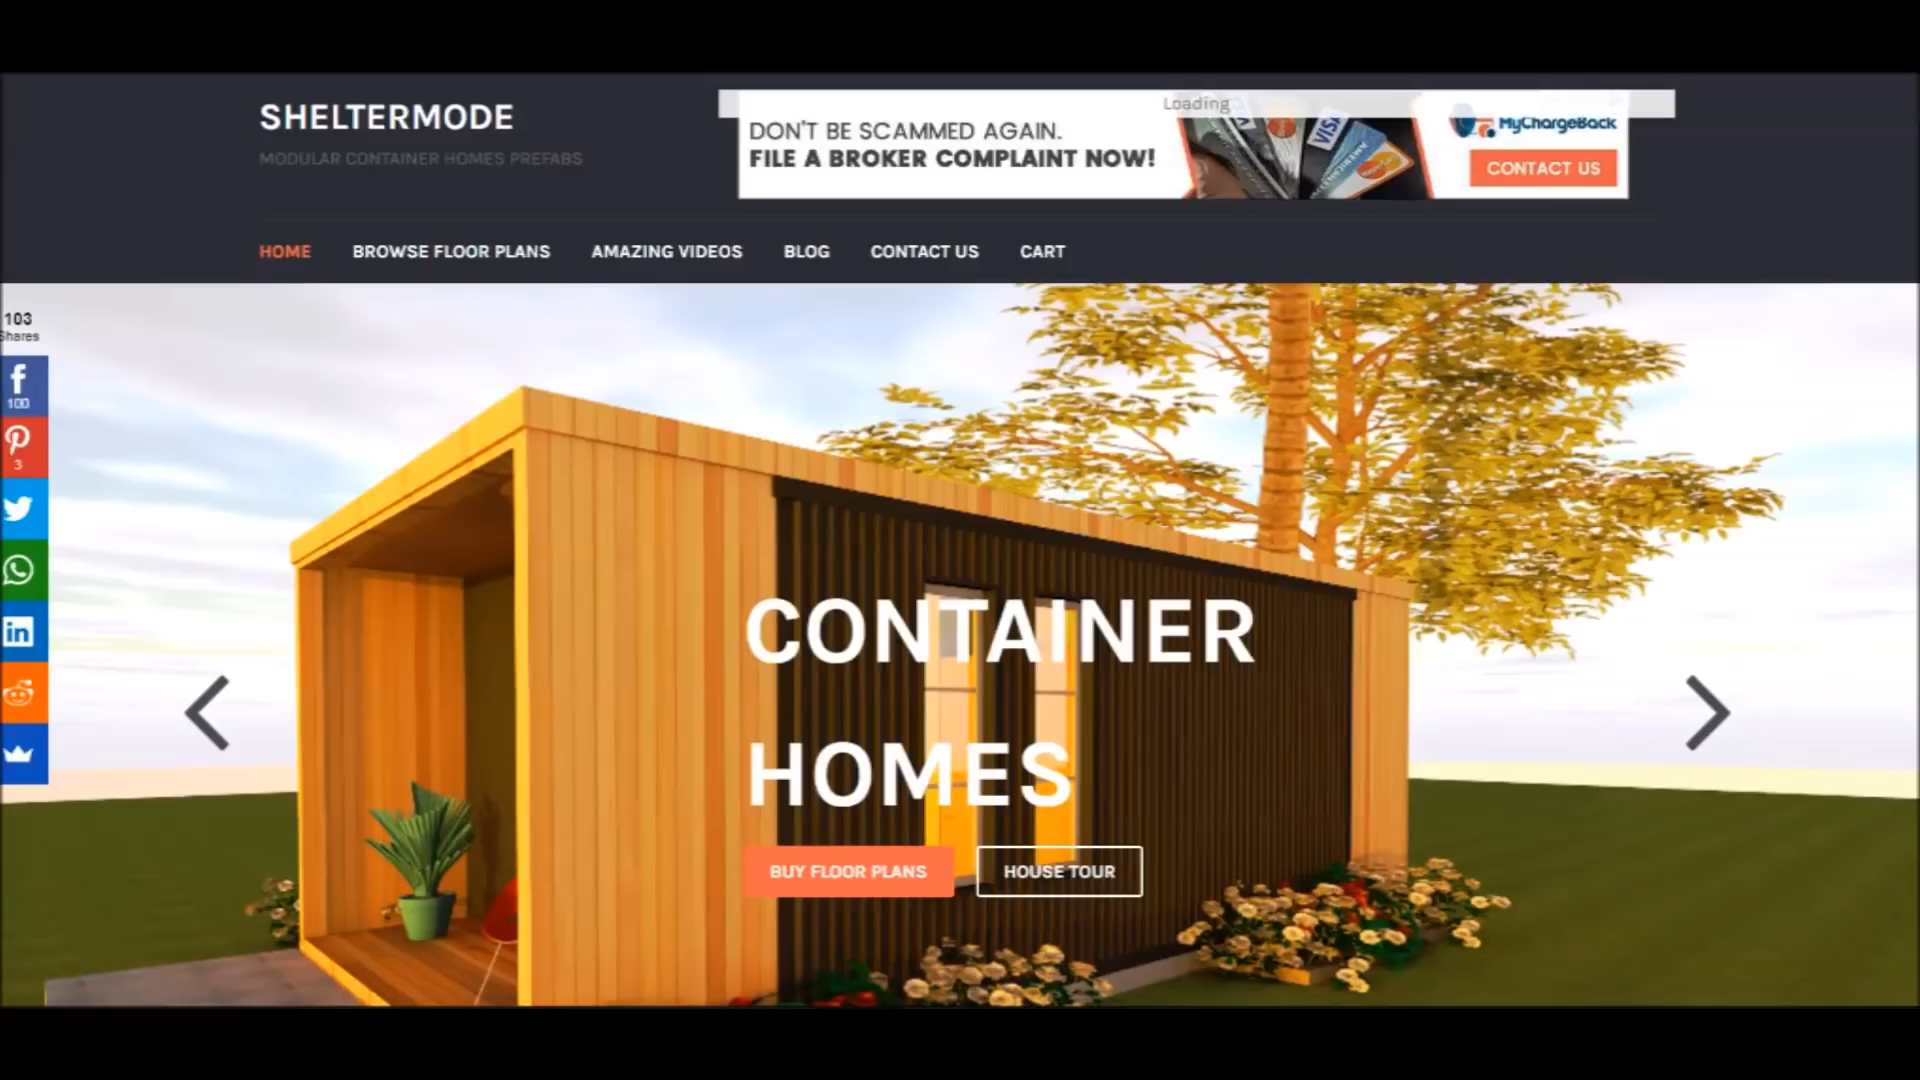 SHELTERMODE
MODULAR CONTAINER HOMES PREFABS
Loading
DON'T BE SCAMMED AGAIN.
FILE A BROKER COMPLAINT NOW!
VISA
MyChargeBack
CONTACT US
HOME BROWSE FLOOR PLANS AMAZING VIDEOS BLOG CONTACT US CART
103
Shares
100
3
CONTAINER
HOMES
BUY FLOOR PLANS HOUSE TOUR